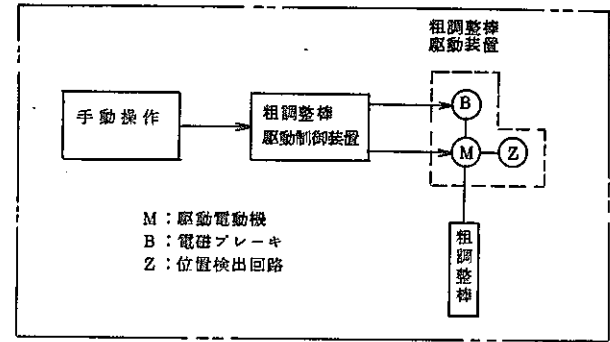 粗調整棒
駆動装置
手動操作
粗調整棒
駆動制御装置
B
M
Z
M：駆動電動機
B：電磁ブレーキ
Z：位置検出回路
粗調整棒